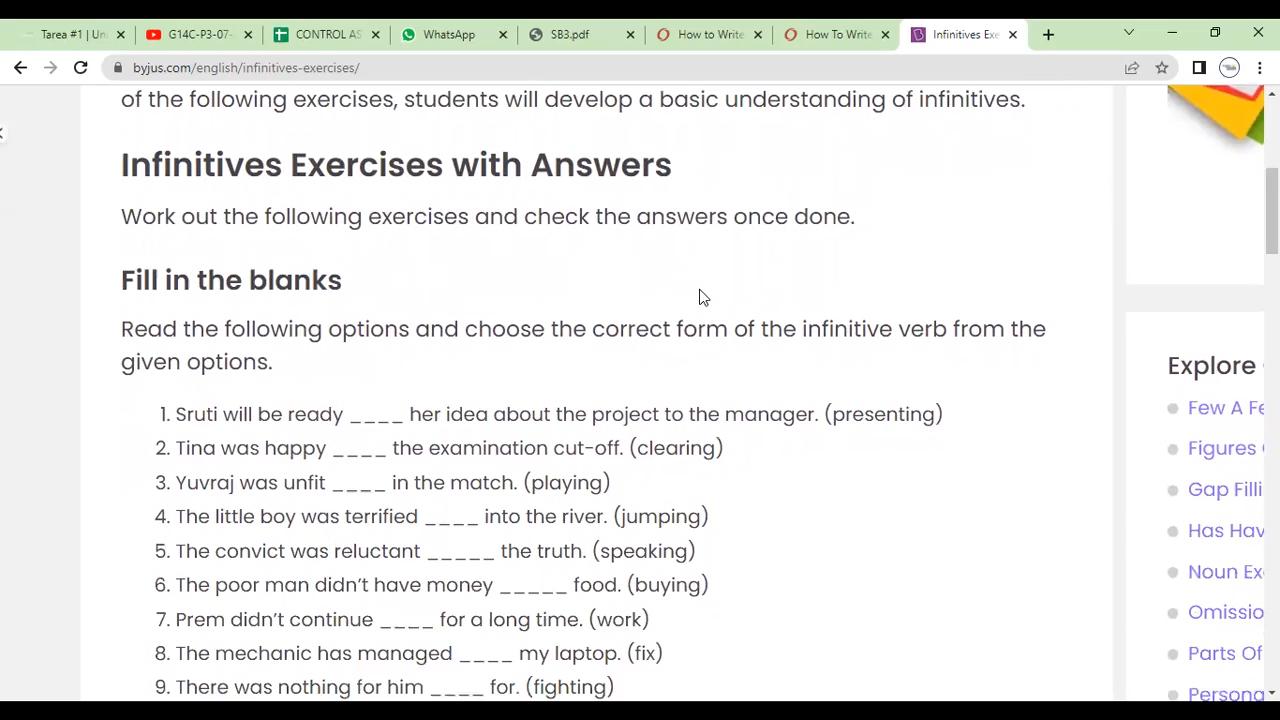 Tarea #1 | Un
G14C-P3-07-
CONTROL AS
WhatsApp
SB3.pdf
How to Write
How To Write
Infinitives Exe
byjus.com/english/infinitives-exercises/
of the following exercises, students will develop a basic understanding of infinitives.
Infinitives Exercises with Answers
Work out the following exercises and check the answers once done.
Fill in the blanks
Read the following options and choose the correct form of the infinitive verb from the
given options.
1. Sruti will be ready ____ her idea about the project to the manager. (presenting)
2. Tina was happy ____ the examination cut-off. (clearing)
3. Yuvraj was unfit ____ in the match. (playing)
4. The little boy was terrified ____ into the river. (jumping)
5. The convict was reluctant _____ the truth. (speaking)
6. The poor man didn’t have money _____ food. (buying)
7. Prem didn’t continue ____ for a long time. (work)
8. The mechanic has managed ____ my laptop. (fix)
9. There was nothing for him ____ for. (fighting)
Explore
Few A Fe
Figures
Gap Filli
Has Hav
Noun Ex
Omissio
Parts Of
Persona